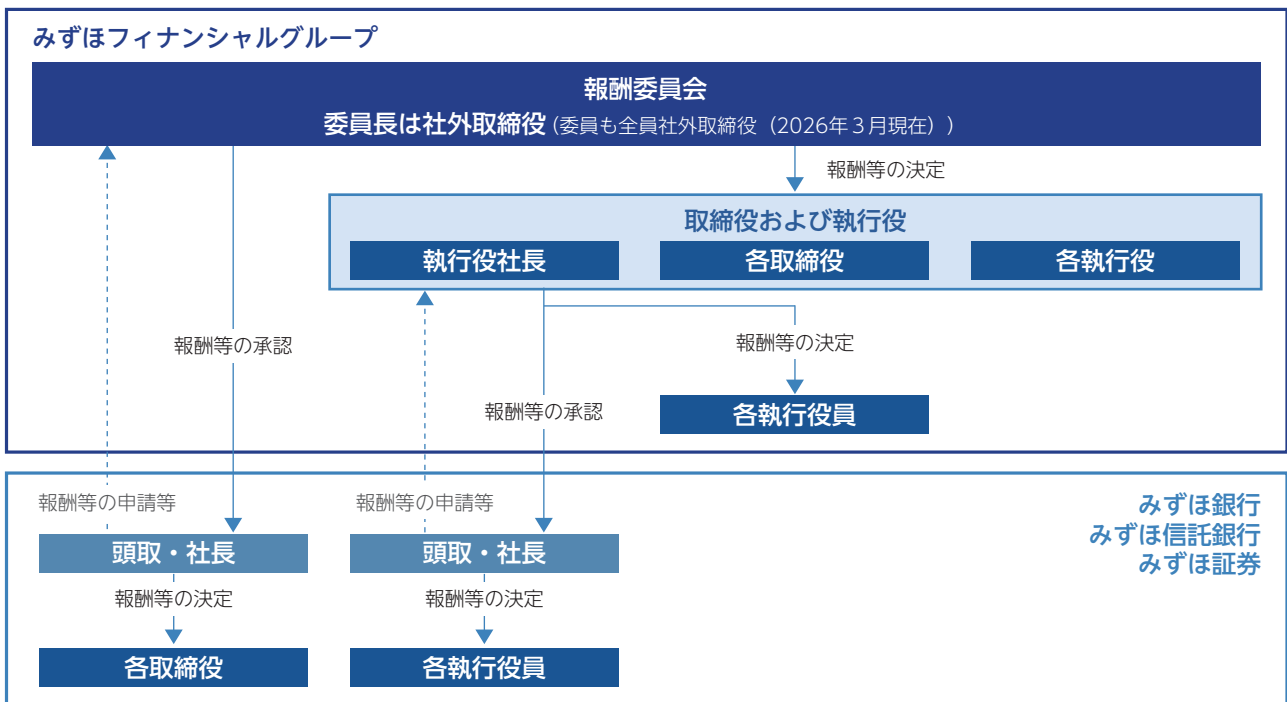 みずほフィナンシャルグループ
報酬委員会
委員長は社外取締役（委員も全員社外取締役（2026年３月現在））
報酬等の決定
取締役および執行役
執行役社長
各取締役
各執行役
報酬等の承認
報酬等の決定
報酬等の承認
各執行役員
報酬等の申請等
報酬等の申請等
みずほ銀行
みずほ信託銀行
みずほ証券
頭取・社長
頭取・社長
報酬等の決定
報酬等の決定
各取締役
各執行役員